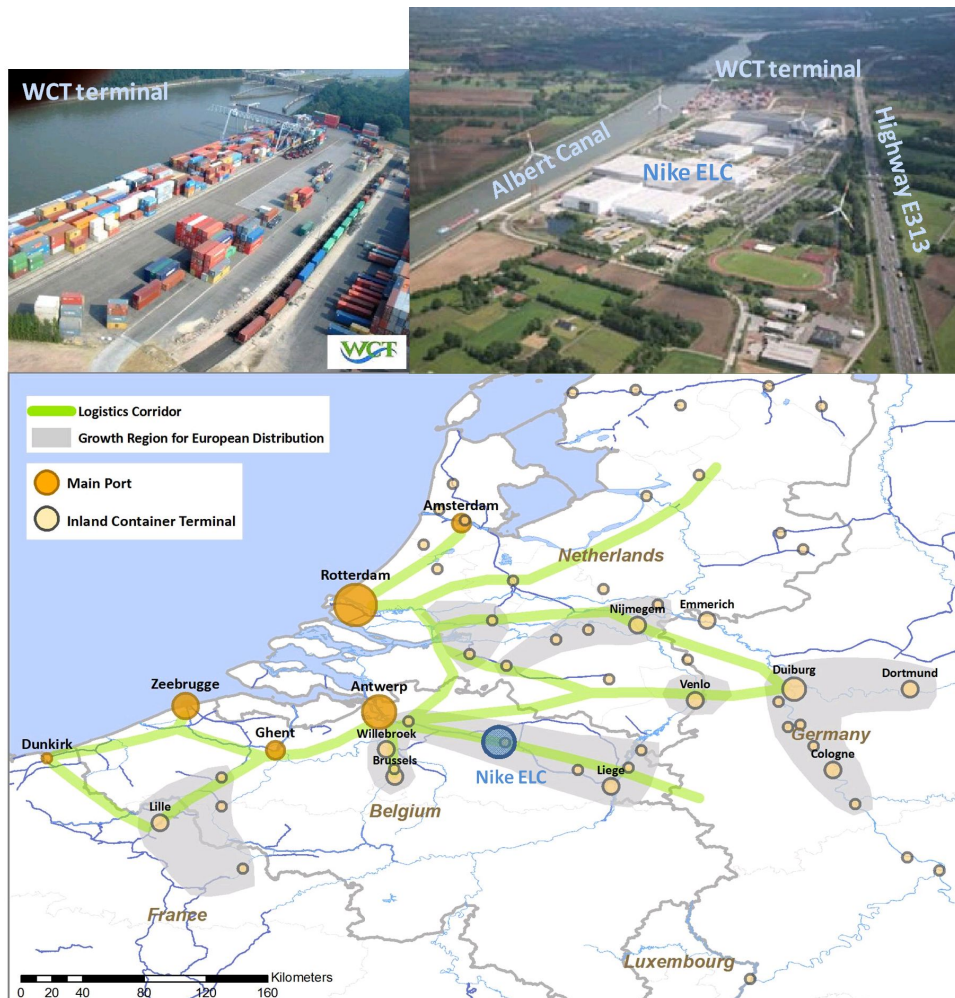 WCT terminal
WCT
WCT terminal
Albert Canal
Nike ELC
Highway E313
Logistics Corridor
Growth Region for European Distribution
Main Port
Inland Container Terminal
Amsterdam
Netherlands
Rotterdam
Nijmegem
Emmerich
Zeebrugge
Antwerp
Venlo
Duiburg
Dortmund
Dunkirk
Ghent
Willebroek
Germany
Brussels
Cologne
Nike ELC
Liege
Lille
Belgium
France
Luxembourg
Kilometers
0 20 40 80 120 160